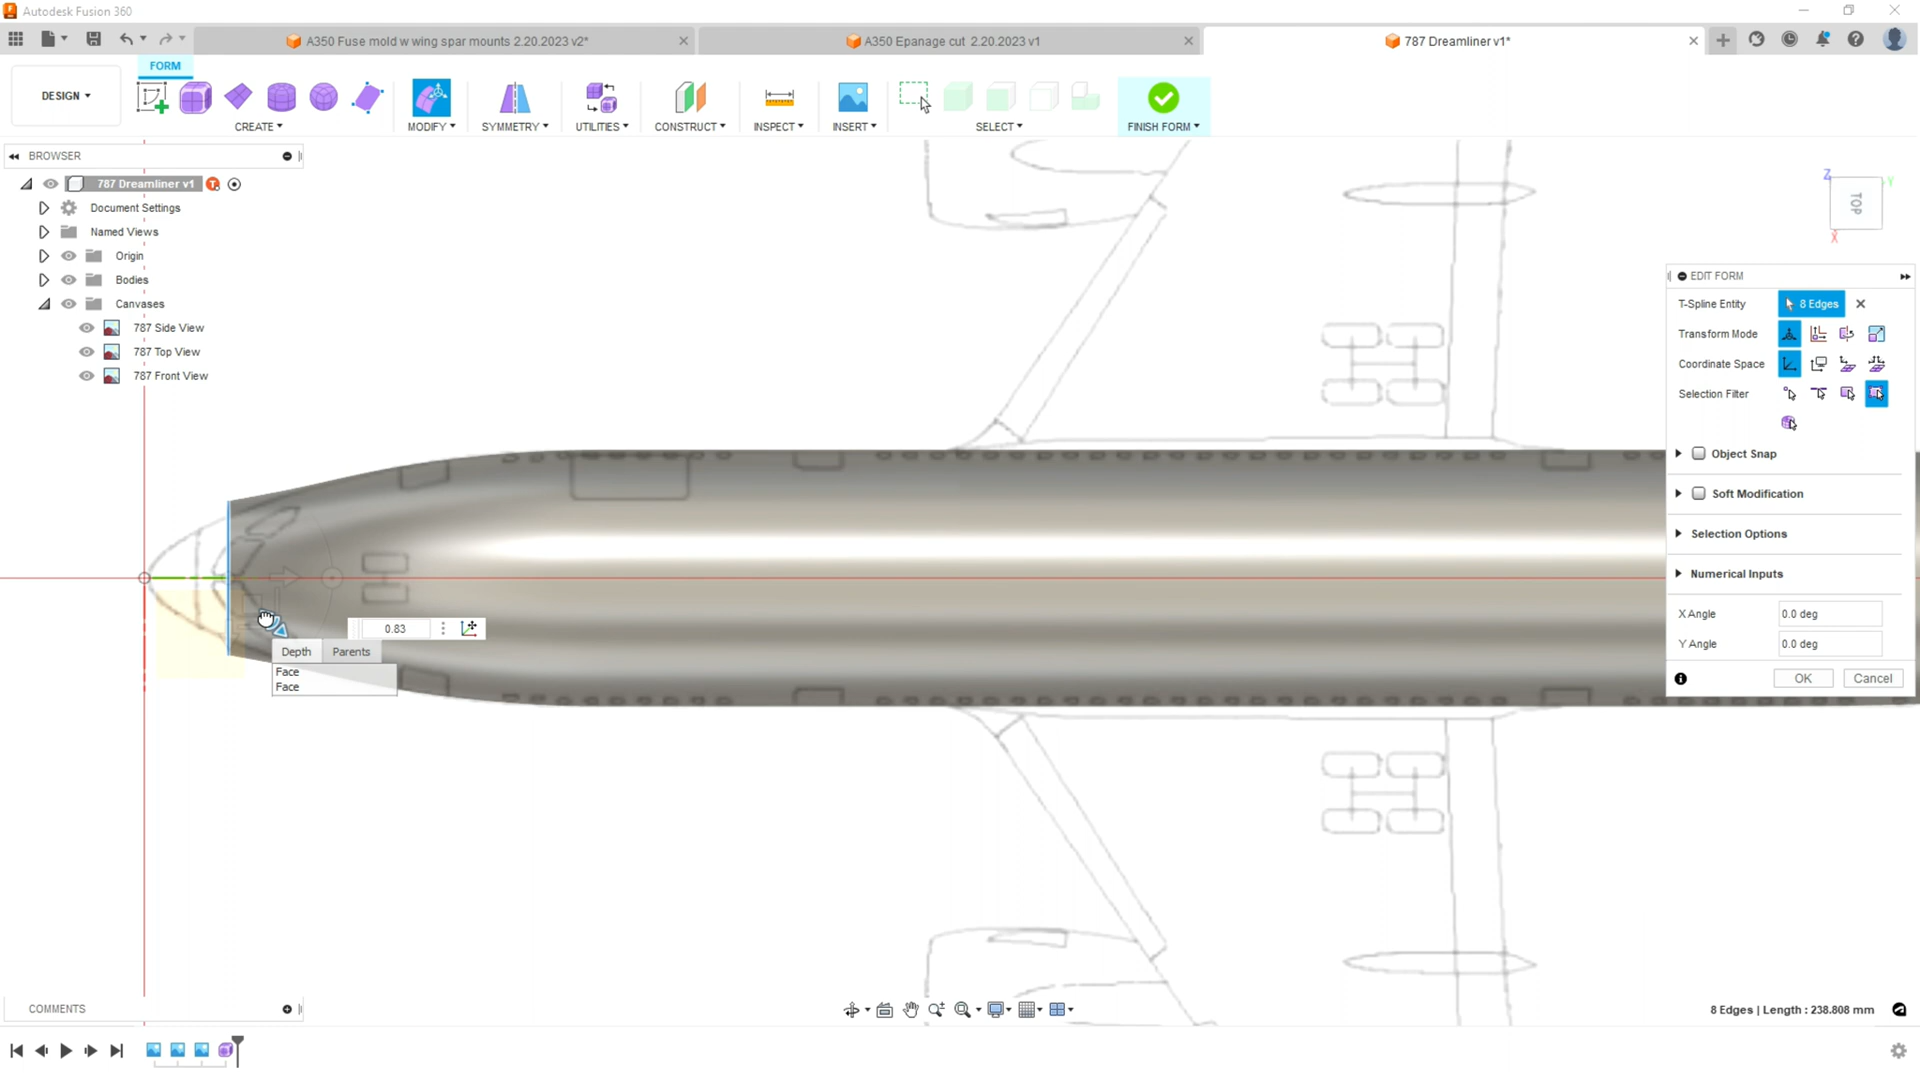 Autodesk Fusion 360
A350 Fuse mold w wing spar mounts 2.20.2023 v2*
A350 Epanage cut 2.20.2023 v1
787 Dreamliner v1*
FORM
DESIGN
CREATE
MODIFY
SYMMETRY
UTILITIES
CONSTRUCT
INSPECT
INSERT
SELECT
FINISH FORM
BROWSER
787 Dreamliner v1
Document Settings
Named Views
Origin
Bodies
Canvases
787 Side View
787 Top View
787 Front View
Z
Y
TOP
X
EDIT FORM
T-Spline Entity
8 Edges
Transform Mode
Coordinate Space
Selection Filter
Object Snap
Soft Modification
Selection Options
Numerical Inputs
X Angle
0.0 deg
Y Angle
0.0 deg
OK
Cancel
0.83
Depth
Parents
Face
Face
COMMENTS
8 Edges | Length : 238.808 mm